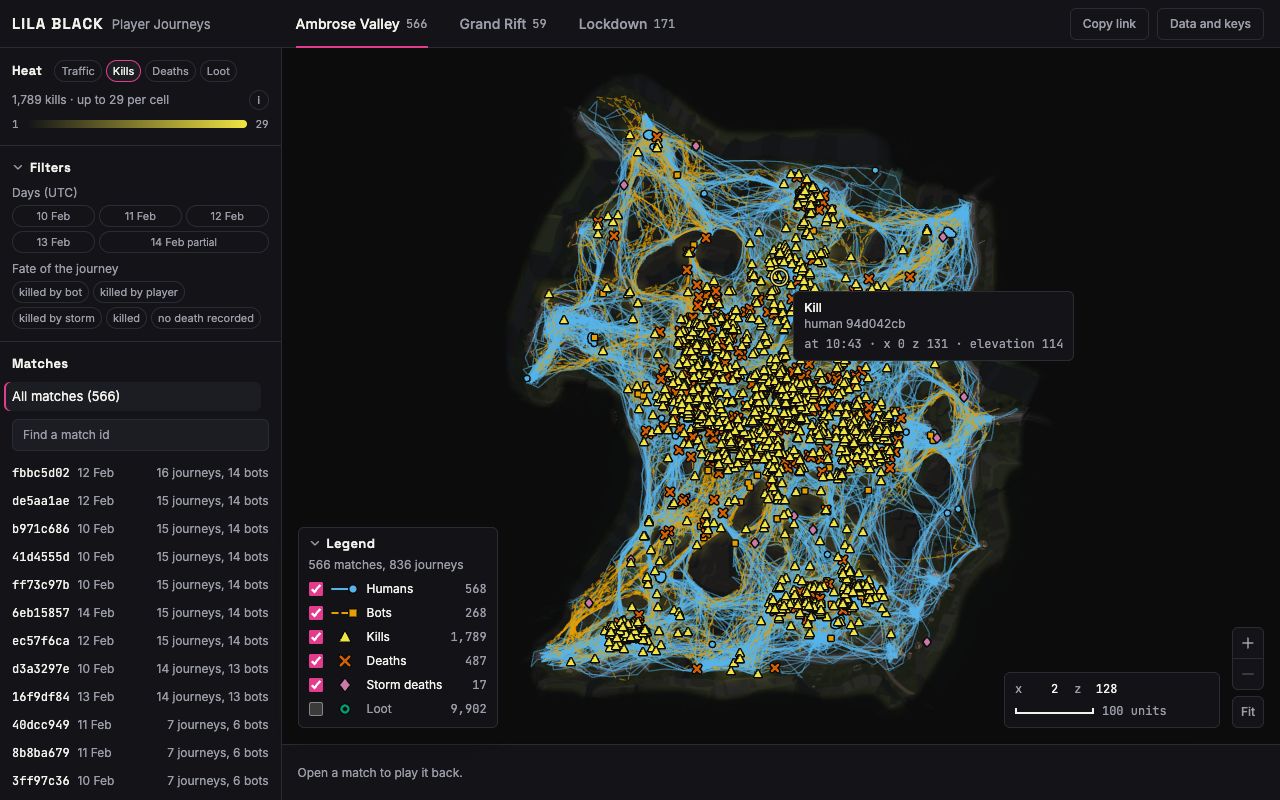 LILA BLACK Player Journeys
Ambrose Valley 566 Grand Rift 59 Lockdown 171
Copy link Data and keys
Heat Traffic Kills Deaths Loot
1,789 kills · up to 29 per cell i
1 29
Filters
Days (UTC)
10 Feb 11 Feb 12 Feb
13 Feb 14 Feb partial
Fate of the journey
killed by bot killed by player
killed by storm killed no death recorded
Matches
All matches (566)
Find a match id
fbbc5d02 12 Feb 16 journeys, 14 bots
de5aa1ae 12 Feb 15 journeys, 14 bots
b971c686 10 Feb 15 journeys, 14 bots
41d4555d 10 Feb 15 journeys, 14 bots
ff73c97b 10 Feb 15 journeys, 14 bots
6eb15857 14 Feb 15 journeys, 14 bots
ec57f6ca 12 Feb 15 journeys, 14 bots
d3a3297e 10 Feb 14 journeys, 13 bots
16f9df84 13 Feb 14 journeys, 13 bots
40dcc949 11 Feb 7 journeys, 6 bots
8b8ba679 11 Feb 7 journeys, 6 bots
3ff97c36 10 Feb 7 journeys, 6 bots
Kill
human 94d042cb
at 10:43 · x 0 z 131 · elevation 114
Legend
566 matches, 836 journeys
Humans 568
Bots 268
Kills 1,789
Deaths 487
Storm deaths 17
Loot 9,902
x 2 z 128
100 units
+
−
Fit
Open a match to play it back.